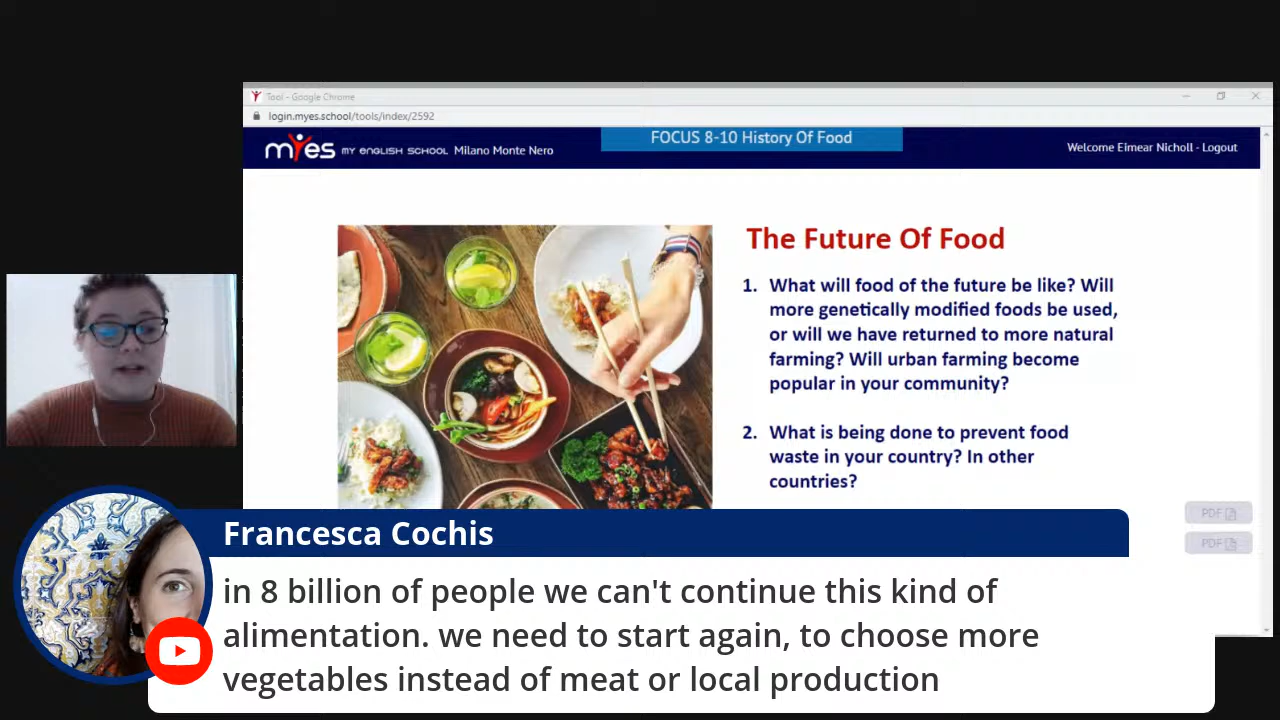 Tool - Google Chrome
login.myes.school/tools/index/2592
myes MY ENGLISH SCHOOL Milano Monte Nero
FOCUS 8-10 History Of Food
Welcome Eimear Nicholl - Logout
The Future Of Food
1. What will food of the future be like? Will
more genetically modified foods be used,
or will we have returned to more natural
farming? Will urban farming become
popular in your community?
2. What is being done to prevent food
waste in your country? In other
countries?
PDF
PDF
Francesca Cochis
in 8 billion of people we can't continue this kind of
alimentation. we need to start again, to choose more
vegetables instead of meat or local production